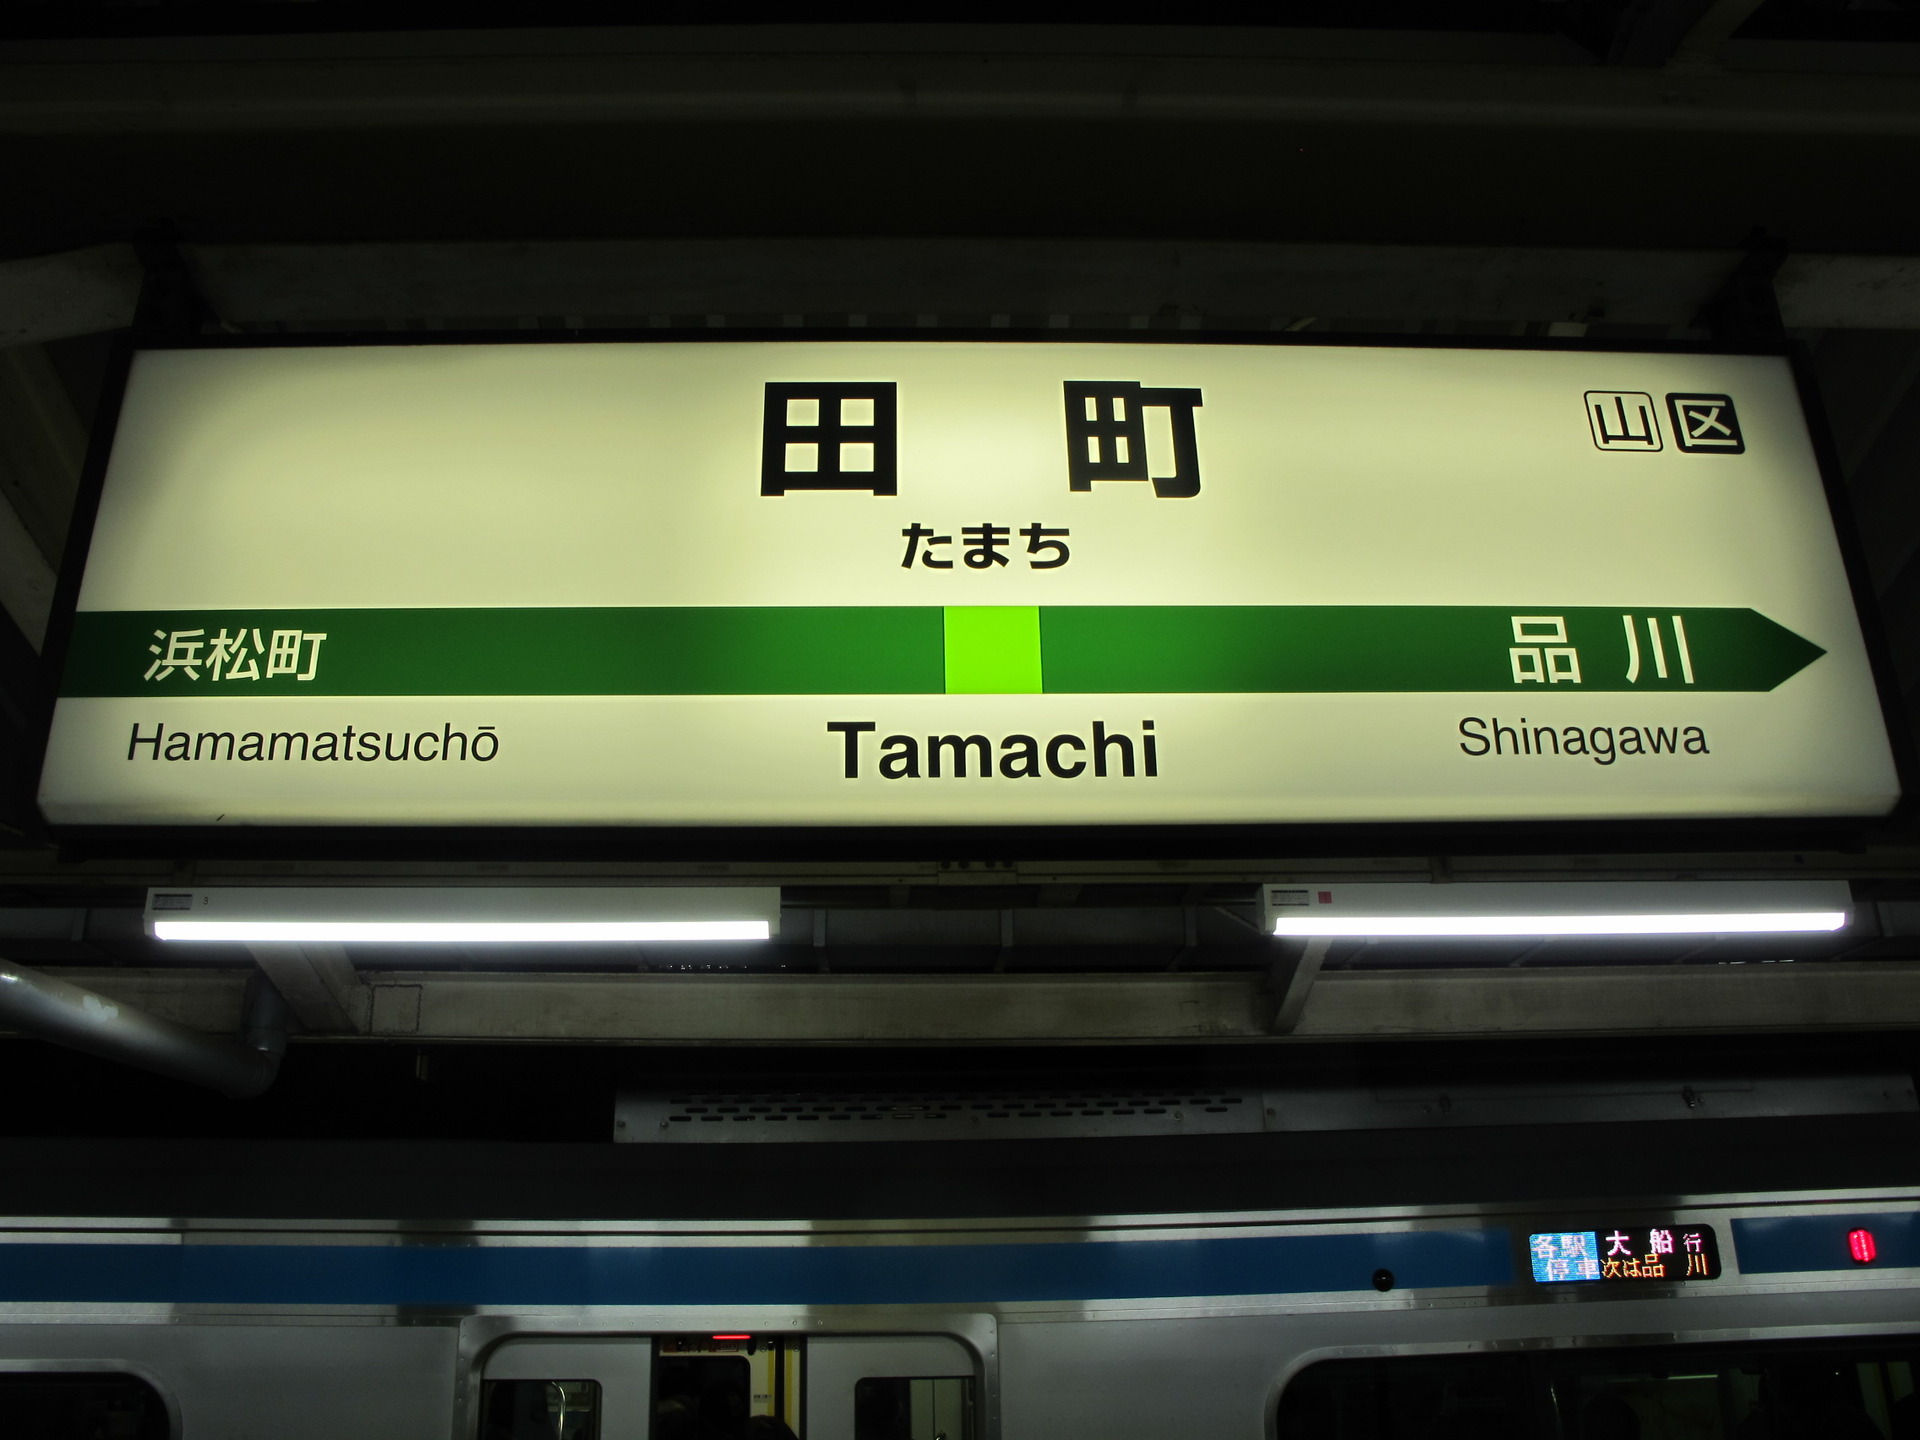 田町
山 区
たまち
浜松町
品川
Hamamatsuchō
Tamachi
Shinagawa
各駅停車
大船行
次は品川